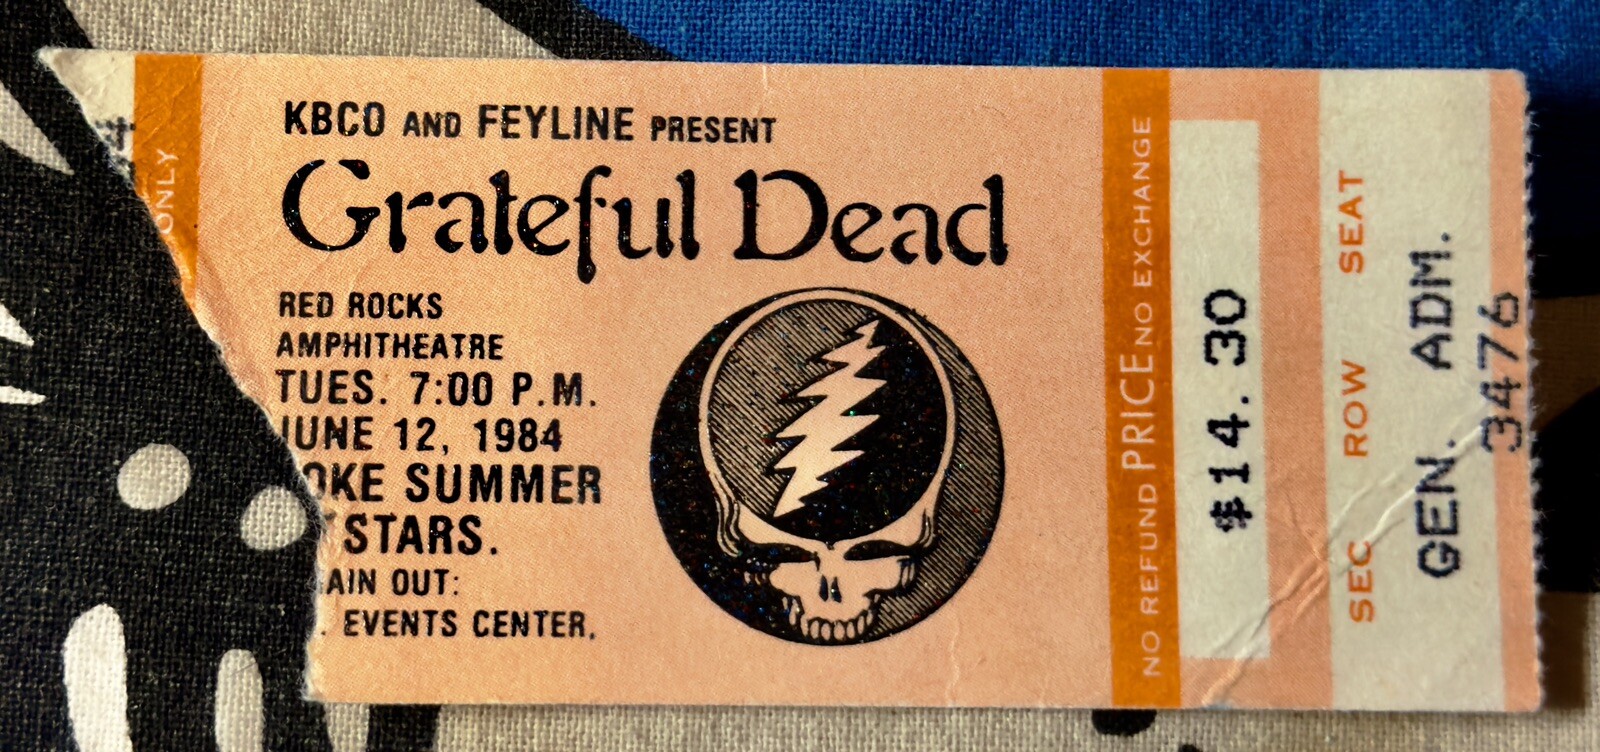 ONLY
KBCO AND FEYLINE PRESENT
Grateful Dead
RED ROCKS
AMPHITHEATRE
TUES. 7:00 P.M.
JUNE 12, 1984
OKE SUMMER
STARS.
AIN OUT:
. EVENTS CENTER.
NO REFUND PRICE NO EXCHANGE
$14.30
SEC ROW SEAT
GEN. ADM.
3476